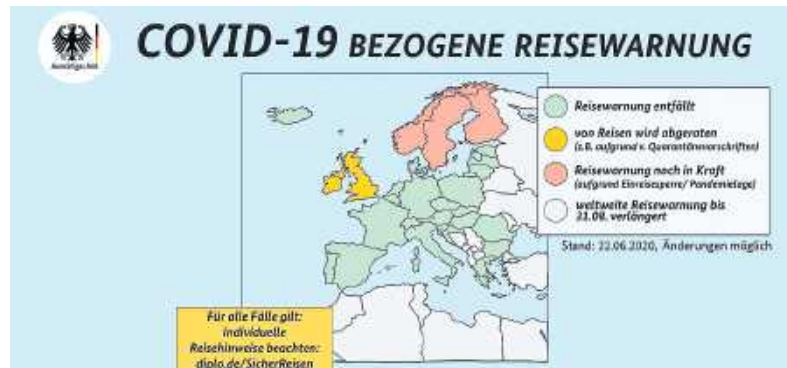 Auswärtiges Amt
COVID-19 BEZOGENE REISEWARNUNG
Reisewarnung entfällt
von Reisen wird abgeraten
(z.B. aufgrund v. Quarantänevorschriften)
Reisewarnung noch in Kraft
(aufgrund Einreisesperre/ Pandemielage)
weltweite Reisewarnung bis
verlängert
Stand: 22.06.2020, Änderungen möglich
Für alle Fälle gilt:
Individuelle
Reisehinweise beachten:
diplo.de/SicherReisen